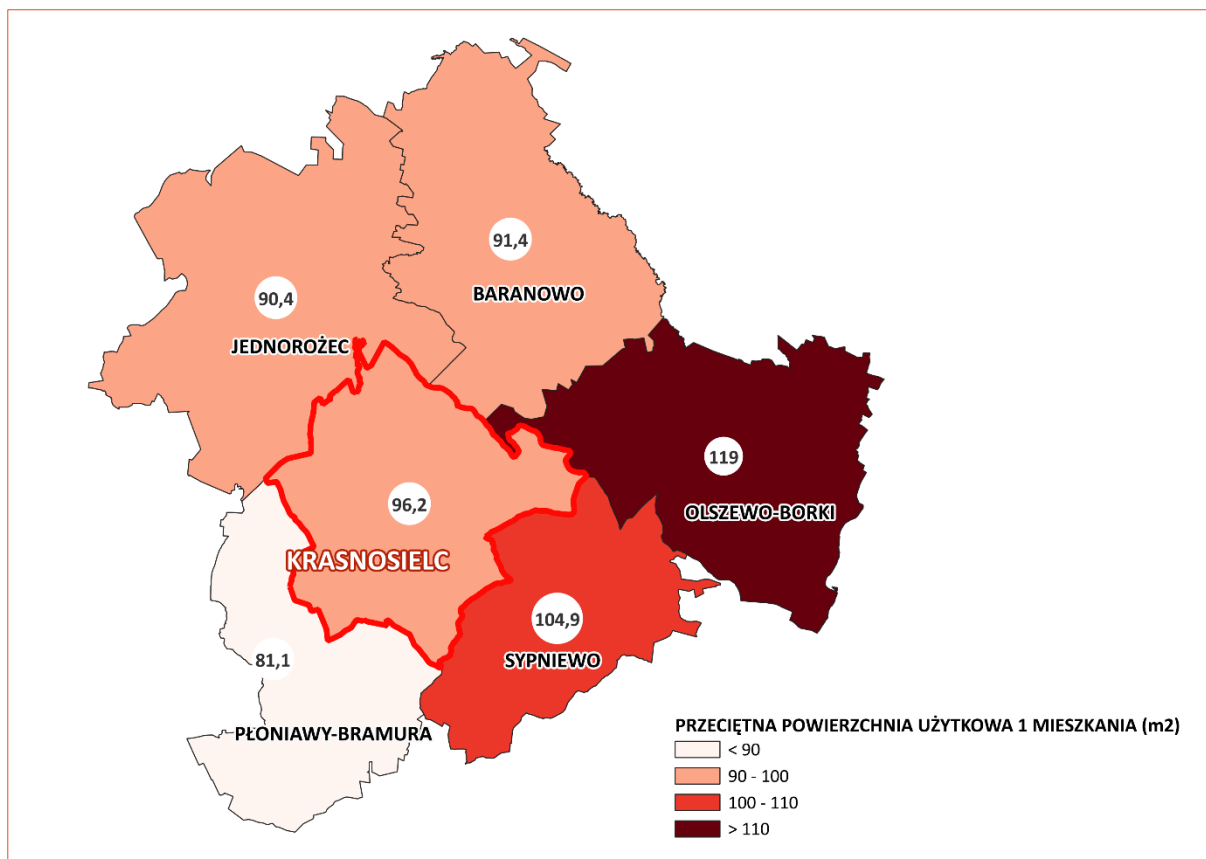 91,4
BARANOWO
90,4
JEDNOROŻEC
119
OLSZEWO-BORKI
96,2
KRASNOSIELC
104,9
SYPNIEWO
81,1
PŁONIAWY-BRAMURA
PRZECIĘTNA POWIERZCHNIA UŻYTKOWA 1 MIESZKANIA (m2)
< 90
90 - 100
100 - 110
> 110